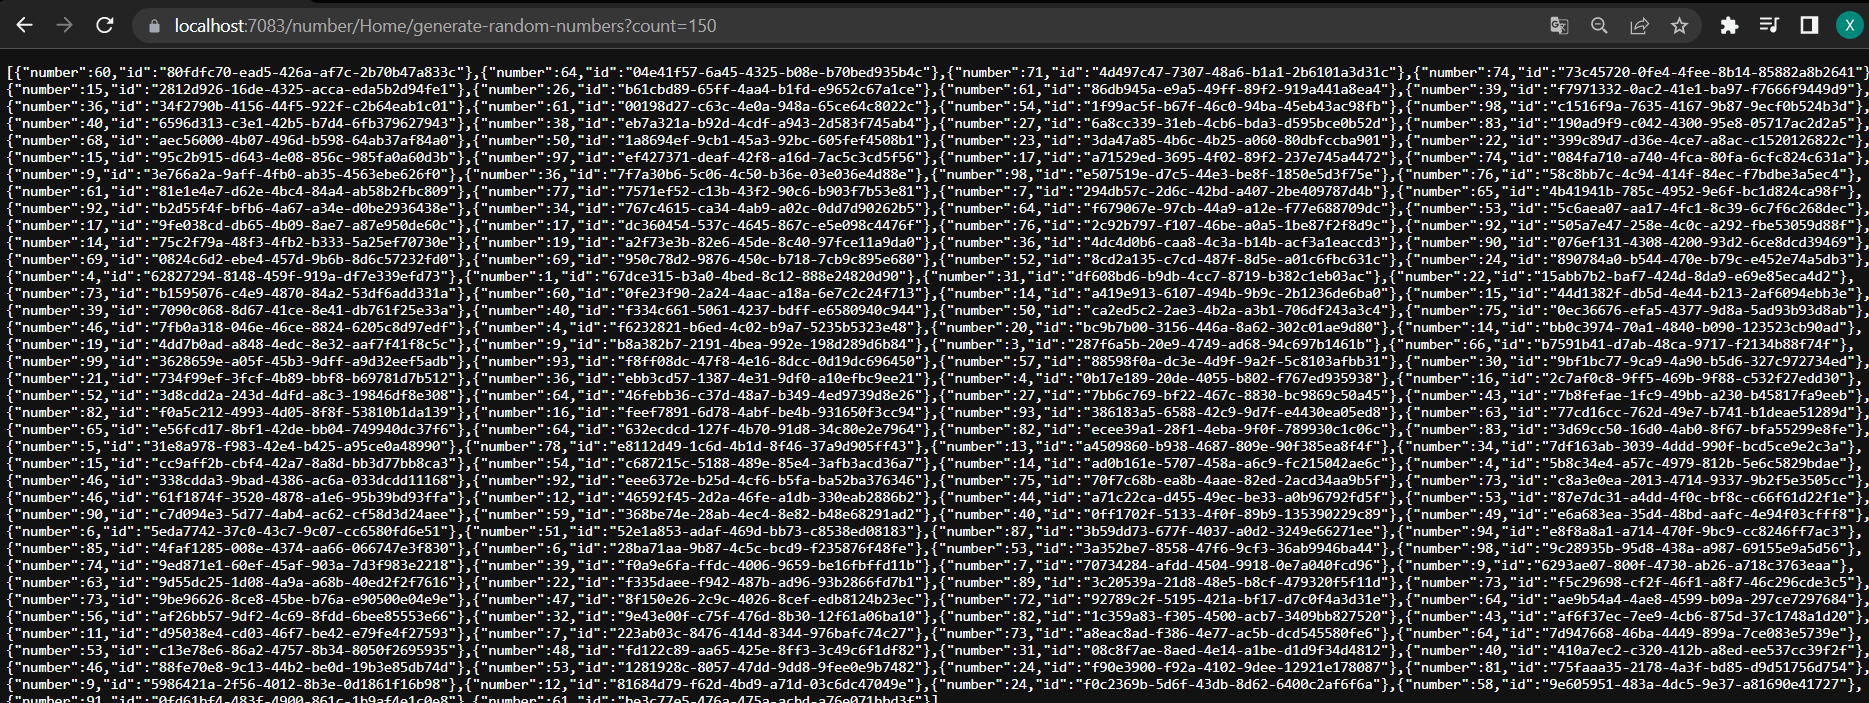 localhost:7083/number/Home/generate-random-numbers?count=150
X
[{"number":60,"id":"80fdfc70-ead5-426a-af7c-2b70b47a833c"},{"number":64,"id":"04e41f57-6a45-4325-b08e-b70bed935b4c"},{"number":71,"id":"4d497c47-7307-48a6-b1a1-2b6101a3d31c"},{"number":74,"id":"73c45720-0fe4-4fee-8b14-85882a8b2641"}
{"number":15,"id":"2812d926-16de-4325-acca-eda5b2d94fe1"},{"number":26,"id":"b61cbd89-65ff-4aa4-b1fd-e9652c67a1ce"},{"number":61,"id":"86db945a-e9a5-49ff-89f2-919a441a8ea4"},{"number":39,"id":"f7971332-0ac2-41e1-ba97-f7666f9449d9"},
{"number":36,"id":"34f2790b-4156-44f5-922f-c2b64eab1c01"},{"number":61,"id":"00198d27-c63c-4e0a-948a-65ce64c8022c"},{"number":54,"id":"1f99ac5f-b67f-46c0-94ba-45eb43ac98fb"},{"number":98,"id":"c1516f9a-7635-4167-9b87-9ecf0b524b3d"},
{"number":40,"id":"6596d313-c3e1-42b5-b7d4-6fb379627943"},{"number":38,"id":"eb7a321a-b92d-4cdf-a943-2d583f745ab4"},{"number":27,"id":"6a8cc339-31eb-4cb6-bda3-d595bce0b52d"},{"number":83,"id":"190ad9f9-c042-4300-95e8-05717ac2d2a5"},
{"number":68,"id":"aec56000-4b07-496d-b598-64ab37af84a0"},{"number":50,"id":"1a8694ef-9cb1-45a3-92bc-605fef4508b1"},{"number":23,"id":"3da47a85-4b6c-4b25-a060-80dbfccba901"},{"number":22,"id":"399c89d7-d36e-4ce7-a8ac-c1520126822c"},
{"number":15,"id":"95c2b915-d643-4e08-856c-985fa0a60d3b"},{"number":97,"id":"ef427371-deaf-42f8-a16d-7ac5c3cd5f56"},{"number":17,"id":"a71529ed-3695-4f02-89f2-237e745a4472"},{"number":74,"id":"084fa710-a740-4fca-80fa-6cfc824c631a"},
{"number":9,"id":"3e766a2a-9aff-4fb0-ab35-4563ebe626f0"},{"number":36,"id":"7f7a30b6-5c06-4c50-b36e-03e036e4d88e"},{"number":98,"id":"e507519e-d7c5-44e3-be8f-1850e5d3f75e"},{"number":76,"id":"58c8bb7c-4c94-414f-84ec-f7bdbe3a5ec4"},
{"number":61,"id":"81e1e4e7-d62e-4bc4-84a4-ab58b2fbc809"},{"number":77,"id":"7571ef52-c13b-43f2-90c6-b903f7b53e81"},{"number":7,"id":"294db57c-2d6c-42bd-a407-2be409787d4b"},{"number":65,"id":"4b41941b-785c-4952-9e6f-bc1d824ca98f"},
{"number":92,"id":"b2d55f4f-bfb6-4a67-a34e-d0be2936438e"},{"number":34,"id":"767c4615-ca34-4ab9-a02c-0dd7d90262b5"},{"number":64,"id":"f679067e-97cb-44a9-a12e-f77e688709dc"},{"number":53,"id":"5c6aea07-aa17-4fc1-8c39-6c7f6c268dec"},
{"number":17,"id":"9fe038cd-db65-4b09-8ae7-a87e950de60c"},{"number":17,"id":"dc360454-537c-4645-867c-e5e098c4476f"},{"number":76,"id":"2c92b797-f107-46be-a0a5-1be87f2f8d9c"},{"number":92,"id":"505a7e47-258e-4c0c-a292-fbe53059d88f"},
{"number":14,"id":"75c2f79a-48f3-4fb2-b333-5a25ef70730e"},{"number":19,"id":"a2f73e3b-82e6-45de-8c40-97fce11a9da0"},{"number":36,"id":"4dc4d0b6-caa8-4c3a-b14b-acf3a1eaccd3"},{"number":90,"id":"076ef131-4308-4200-93d2-6ce8dcd39469"},
{"number":69,"id":"0824c6d2-ebe4-457d-9b6b-8d6c57232fd0"},{"number":69,"id":"950c78d2-9876-450c-b718-7cb9c895e680"},{"number":52,"id":"8cd2a135-c7cd-487f-8d5e-a01c6fbc631c"},{"number":24,"id":"890784a0-b544-470e-b79c-e452e74a5db3"},
{"number":4,"id":"62827294-8148-459f-919a-df7e339efd73"},{"number":1,"id":"67dce315-b3a0-4bed-8c12-888e24820d90"},{"number":31,"id":"df608bd6-b9db-4cc7-8719-b382c1eb03ac"},{"number":22,"id":"15abb7b2-baf7-424d-8da9-e69e85eca4d2"},
{"number":73,"id":"b1595076-c4e9-4870-84a2-53df6add331a"},{"number":60,"id":"0fe23f90-2a24-4aac-a18a-6e7c2c24f713"},{"number":14,"id":"a419e913-6107-494b-9b9c-2b1236de6ba0"},{"number":15,"id":"44d1382f-db5d-4e44-b213-2af6094ebb3e"},
{"number":39,"id":"7090c068-8d67-41ce-8e41-db761f25e33a"},{"number":40,"id":"f334c661-5061-4237-bdff-e6580940c944"},{"number":50,"id":"ca2ed5c2-2ae3-4b2a-a3b1-706df243a3c4"},{"number":75,"id":"0ec36676-efa5-4377-9d8a-5ad93b93d8ab"},
{"number":46,"id":"7fb0a318-046e-46ce-8824-6205c8d97edf"},{"number":4,"id":"f6232821-b6ed-4c02-b9a7-5235b5323e48"},{"number":20,"id":"bc9b7b00-3156-446a-8a62-302c01ae9d80"},{"number":14,"id":"bb0c3974-70a1-4840-b090-123523cb90ad"},
{"number":19,"id":"4dd7b0ad-a848-4edc-8e32-aaf7f41f8c5c"},{"number":9,"id":"b8a382b7-2191-4bea-992e-198d289d6b84"},{"number":3,"id":"287f6a5b-20e9-4749-ad68-94c697b1461b"},{"number":66,"id":"b7591b41-d7ab-48ca-9717-f2134b88f74f"},
{"number":99,"id":"3628659e-a05f-45b3-9dff-a9d32eef5adb"},{"number":93,"id":"f8ff08dc-47f8-4e16-8dcc-0d19dc696450"},{"number":57,"id":"88598f0a-dc3e-4d9f-9a2f-5c8103afbb31"},{"number":30,"id":"9bf1bc77-9ca9-4a90-b5d6-327c972734ed"},
{"number":21,"id":"734f99ef-3fcf-4b89-bbf8-b69781d7b512"},{"number":36,"id":"ebb3cd57-1387-4e31-9df0-a10efbc9ee21"},{"number":4,"id":"0b17e189-20de-4055-b802-f767ed935938"},{"number":16,"id":"2c7af0c8-9ff5-469b-9f88-c532f27edd30"},
{"number":52,"id":"3d8cdd2a-243d-4dfd-a8c3-19846df8e308"},{"number":64,"id":"46febb36-c37d-48a7-b349-4ed9739d8e26"},{"number":27,"id":"7bb6c769-bf22-467c-8830-bc9869c50a45"},{"number":43,"id":"7b8fefae-1fc9-49bb-a230-b45817fa9eeb"},
{"number":82,"id":"f0a5c212-4993-4d05-8f8f-53810b1da139"},{"number":16,"id":"feef7891-6d78-4abf-be4b-931650f3cc94"},{"number":93,"id":"386183a5-6588-42c9-9d7f-e4430ea05ed8"},{"number":63,"id":"77cd16cc-762d-49e7-b741-b1deae51289d"},
{"number":65,"id":"e56fcd17-8bf1-42de-bb04-749940dc37f6"},{"number":64,"id":"632ecdcd-127f-4b70-91d8-34c80e2e7964"},{"number":82,"id":"ecee39a1-28f1-4eba-9f0f-789930c1c06c"},{"number":83,"id":"3d69cc50-16d0-4ab0-8f67-bfa55299e8fe"},
{"number":5,"id":"31e8a978-f983-42e4-b425-a95ce0a48990"},{"number":78,"id":"e8112d49-1c6d-4b1d-8f46-37a9d905ff43"},{"number":13,"id":"a4509860-b938-4687-809e-90f385ea8f4f"},{"number":34,"id":"7df163ab-3039-4ddd-990f-bcd5ce9e2c3a"},
{"number":15,"id":"cc9aff2b-cbf4-42a7-8a8d-bb3d77bb8ca3"},{"number":54,"id":"c687215c-5188-489e-85e4-3afb3acd36a7"},{"number":14,"id":"ad0b161e-5707-458a-a6c9-fc215042ae6c"},{"number":4,"id":"5b8c34e4-a57c-4979-812b-5e6c5829bdae"},
{"number":46,"id":"338cdda3-9bad-4386-ac6a-033dcdd11168"},{"number":92,"id":"eee6372e-b25d-4cf6-b5fa-ba52ba376346"},{"number":75,"id":"70f7c68b-ea8b-4aae-82ed-2acd34aa9b5f"},{"number":73,"id":"c8a3e0ea-2013-4714-9337-9b2f5e3505cc"},
{"number":46,"id":"61f1874f-3520-4878-a1e6-95b39bd93ffa"},{"number":12,"id":"46592f45-2d2a-46fe-a1db-330eab2886b2"},{"number":44,"id":"a71c22ca-d455-49ec-be33-a0b96792fd5f"},{"number":53,"id":"87e7dc31-a4dd-4f0c-bf8c-c66f61d22f1e"},
{"number":90,"id":"c7d094e3-5d77-4ab4-ac62-cf58d3d24aee"},{"number":59,"id":"368be74e-28ab-4ec4-8e82-b48e68291ad2"},{"number":40,"id":"0ff1702f-5133-4f0f-89b9-135390229c89"},{"number":49,"id":"e6a683ea-35d4-48bd-aafc-4e94f03cfff8"},
{"number":6,"id":"5eda7742-37c0-43c7-9c07-cc6580fd6e51"},{"number":51,"id":"52e1a853-adaf-469d-bb73-c8538ed08183"},{"number":87,"id":"3b59dd73-677f-4037-a0d2-3249e66271ee"},{"number":94,"id":"e8f8a8a1-a714-470f-9bc9-cc8246ff7ac3"},
{"number":85,"id":"4faf1285-008e-4374-aa66-066747e3f830"},{"number":6,"id":"28ba71aa-9b87-4c5c-bcd9-f235876f48fe"},{"number":53,"id":"3a352be7-8558-47f6-9cf3-36ab9946ba44"},{"number":98,"id":"9c28935b-95d8-438a-a987-69155e9a5d56"},
{"number":74,"id":"9ed871e1-60ef-45af-903a-7d3f983e2218"},{"number":39,"id":"f0a9e6fa-ffdc-4006-9659-be16fbffd11b"},{"number":7,"id":"70734284-afdd-4504-9918-0e7a040fcd96"},{"number":9,"id":"6293ae07-800f-4730-ab26-a718c3763eaa"},
{"number":63,"id":"9d55dc25-1d08-4a9a-a68b-40ed2f2f7616"},{"number":22,"id":"f335daee-f942-487b-ad96-93b2866fd7b1"},{"number":89,"id":"3c20539a-21d8-48e5-b8cf-479320f5f11d"},{"number":73,"id":"f5c29698-cf2f-46f1-a8f7-46c296cde3c5"},
{"number":73,"id":"9be96626-8ce8-45be-b76a-e90500e04e9e"},{"number":47,"id":"8f150e26-2c9c-4026-8cef-edb8124b23ec"},{"number":72,"id":"92789c2f-5195-421a-bf17-d7c0f4a3d31e"},{"number":64,"id":"ae9b54a4-4ae8-4599-b09a-297ce7297684"},
{"number":56,"id":"af26bb57-9df2-4c69-8fdd-6bee85553e66"},{"number":32,"id":"9e43e00f-c75f-476d-8b30-12f61a06ba10"},{"number":82,"id":"1c359a83-f305-4500-acb7-3409bb827520"},{"number":43,"id":"af6f37ec-7ee9-4cb6-875d-37c1748a1d20"},
{"number":11,"id":"d95038e4-cd03-46f7-be42-e79fe4f27593"},{"number":7,"id":"223ab03c-8476-414d-8344-976bafc74c27"},{"number":73,"id":"a8eac8ad-f386-4e77-ac5b-dcd545580fe6"},{"number":64,"id":"7d947668-46ba-4449-899a-7ce083e5739e"},
{"number":53,"id":"c13e78e6-86a2-4757-8b34-8050f2695935"},{"number":48,"id":"fd122c89-aa65-425e-8ff3-3c49c6f1df82"},{"number":31,"id":"08c8f7ae-8aed-4e14-a1be-d1d9f34d4812"},{"number":40,"id":"410a7ec2-c320-412b-a8ed-ee537cc39f2f"},
{"number":46,"id":"88fe70e8-9c13-44b2-be0d-19b3e85db74d"},{"number":53,"id":"1281928c-8057-47dd-9dd8-9fee0e9b7482"},{"number":24,"id":"f90e3900-f92a-4102-9dee-12921e178087"},{"number":81,"id":"75faaa35-2178-4a3f-bd85-d9d51756d754"},
{"number":9,"id":"5986421a-2f56-4012-8b3e-0d1861f16b98"},{"number":12,"id":"81684d79-f62d-4bd9-a71d-03c6dc47049e"},{"number":24,"id":"f0c2369b-5d6f-43db-8d62-6400c2af6f6a"},{"number":58,"id":"9e605951-483a-4dc5-9e37-a81690e41727"},
{"number":91,"id":"0fd61bf4-483f-4900-861c-1b9af4e1c0e8"},{"number":61,"id":"be3c77e5-476a-475a-acbd-a76e071bbd3f"}]